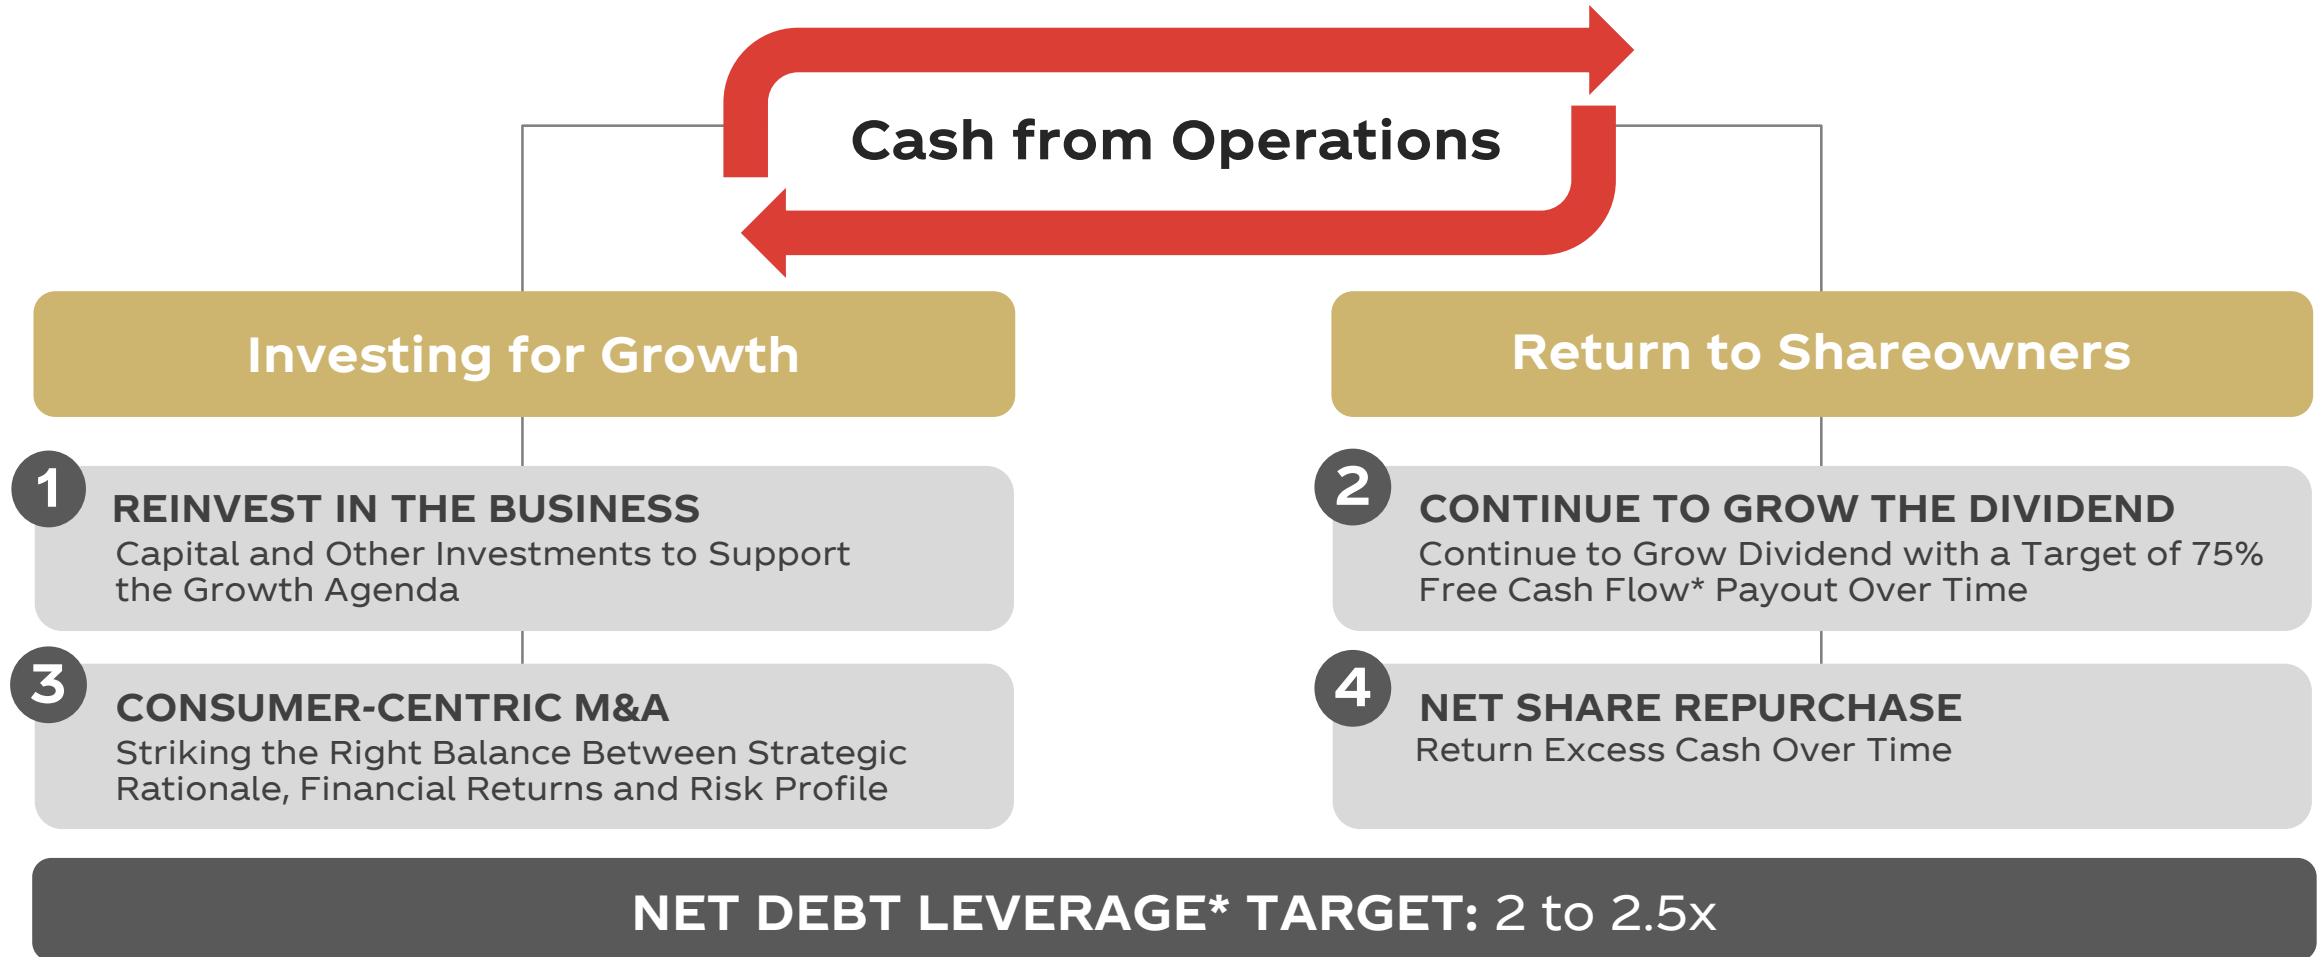 Cash from Operations
Investing for Growth
Return to Shareowners
1
REINVEST IN THE BUSINESS
Capital and Other Investments to Support
the Growth Agenda
2
CONTINUE TO GROW THE DIVIDEND
Continue to Grow Dividend with a Target of 75%
Free Cash Flow* Payout Over Time
3
CONSUMER-CENTRIC M&A
Striking the Right Balance Between Strategic
Rationale, Financial Returns and Risk Profile
4
NET SHARE REPURCHASE
Return Excess Cash Over Time
NET DEBT LEVERAGE* TARGET: 2 to 2.5x